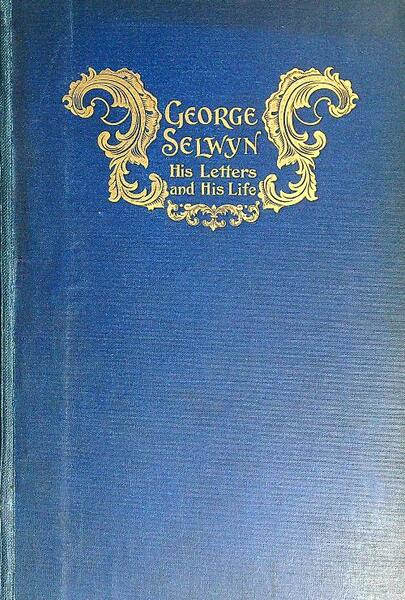 George
Selwyn
His Letters
and His Life